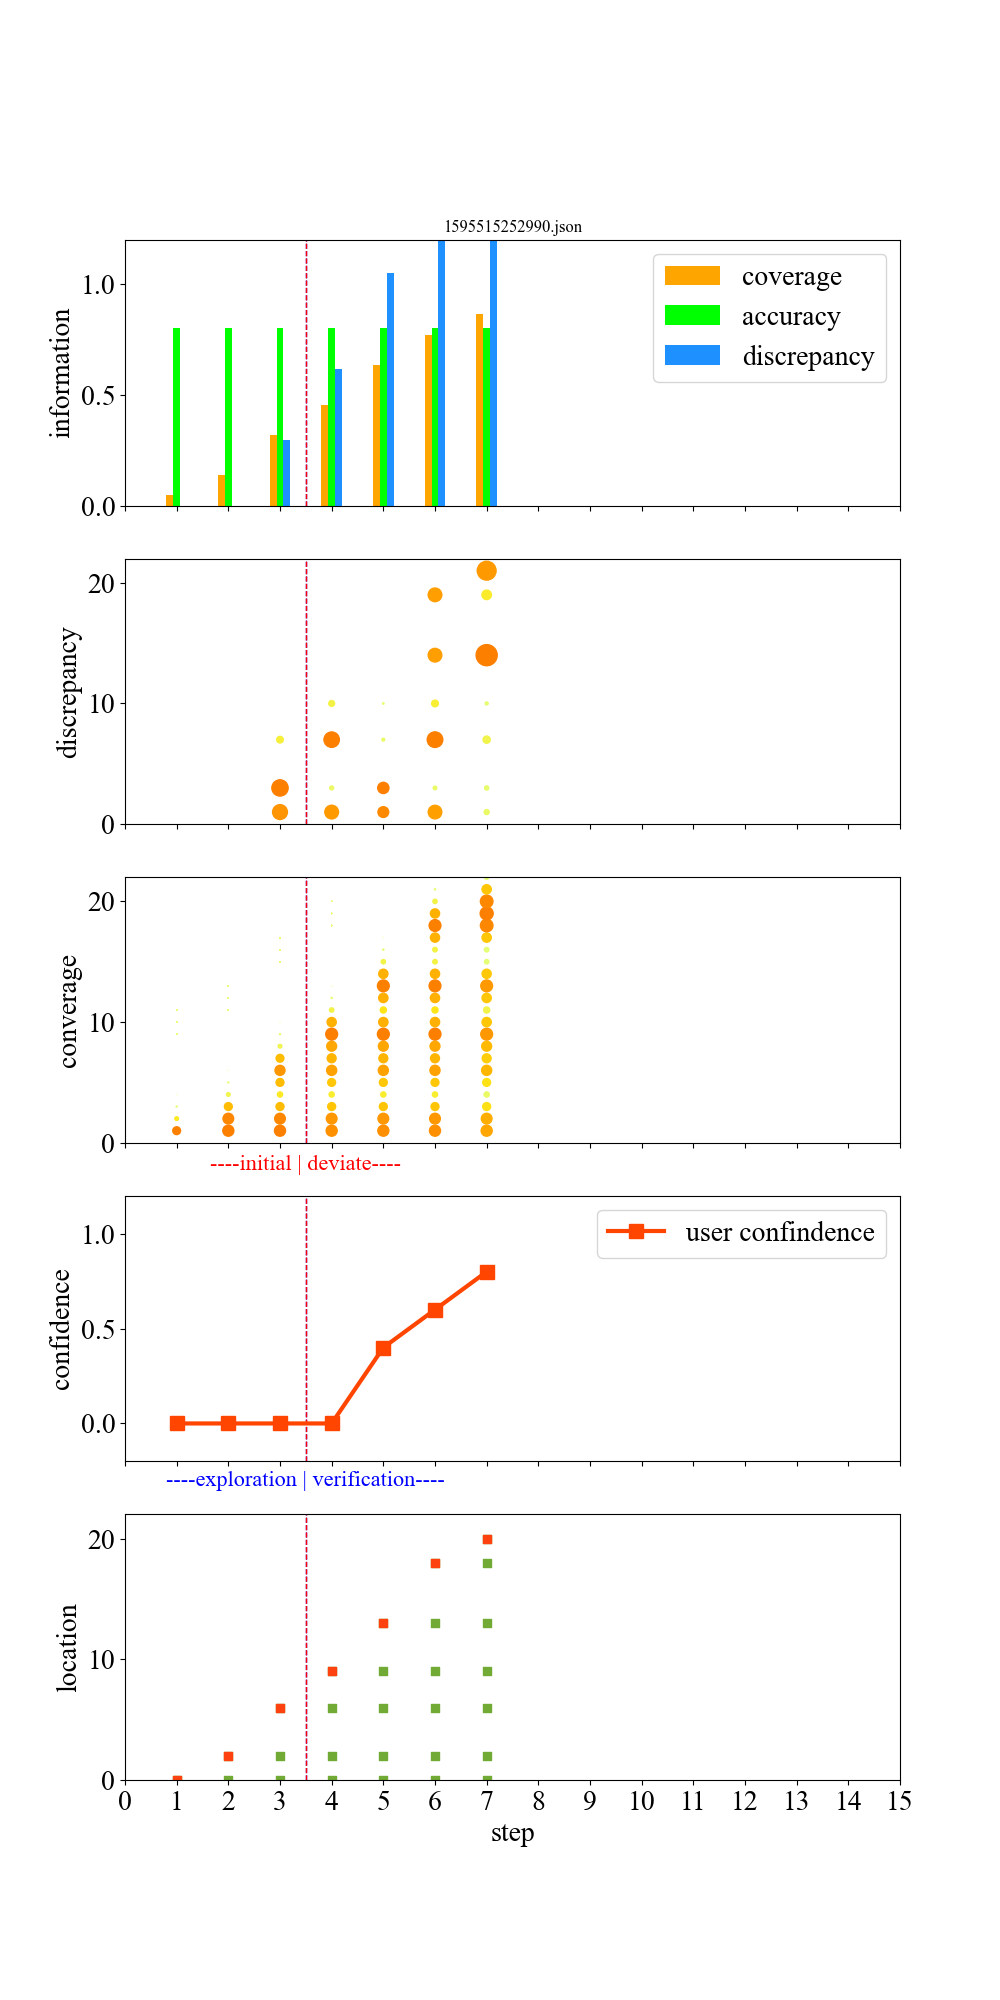 1595515252990.json
information
1.0
0.5
0.0
coverage
accuracy
discrepancy
discrepancy
20
10
0
converage
20
10
0
----initial | deviate----
confidence
1.0
0.5
0.0
user confindence
----exploration | verification----
location
20
10
0
0 1 2 3 4 5 6 7 8 9 10 11 12 13 14 15
step